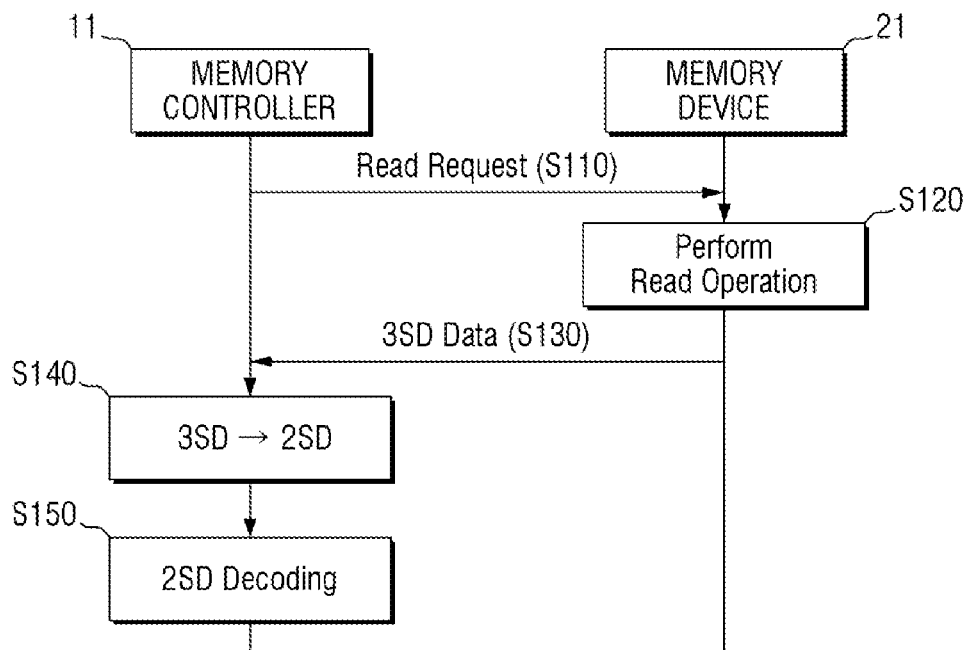 11
MEMORY
CONTROLLER
21
MEMORY
DEVICE
Read Request (S110)
S120
Perform
Read Operation
3SD Data (S130)
S140
3SD → 2SD
S150
2SD Decoding